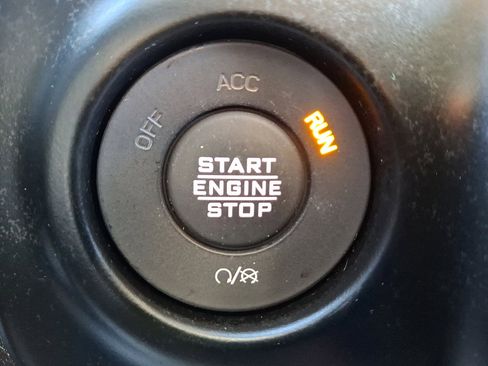 ACC
OFF
RUN
START
ENGINE
STOP